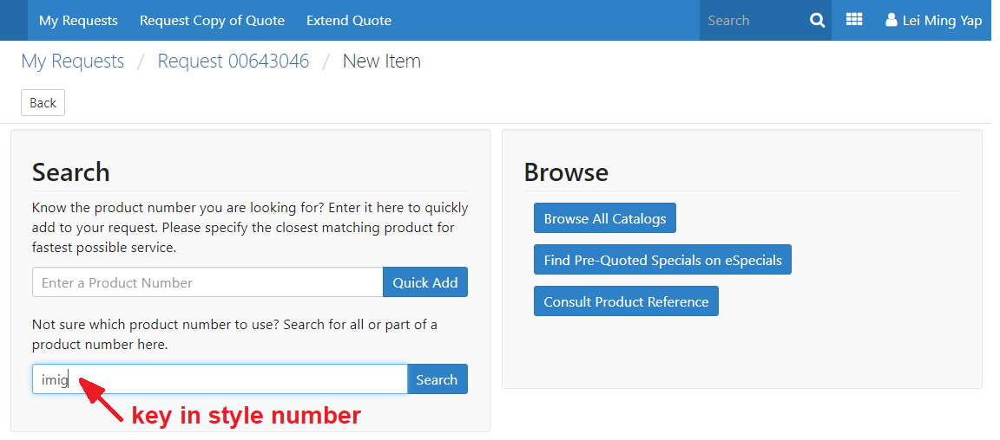 My Requests Request Copy of Quote Extend Quote Search Lei Ming Yap
My Requests / Request 00643046 / New Item
Back
Search
Know the product number you are looking for? Enter it here to quickly
add to your request. Please specify the closest matching product for
fastest possible service.
Enter a Product Number Quick Add
Not sure which product number to use? Search for all or part of a
product number here.
imig Search
key in style number
Browse
Browse All Catalogs
Find Pre-Quoted Specials on eSpecials
Consult Product Reference